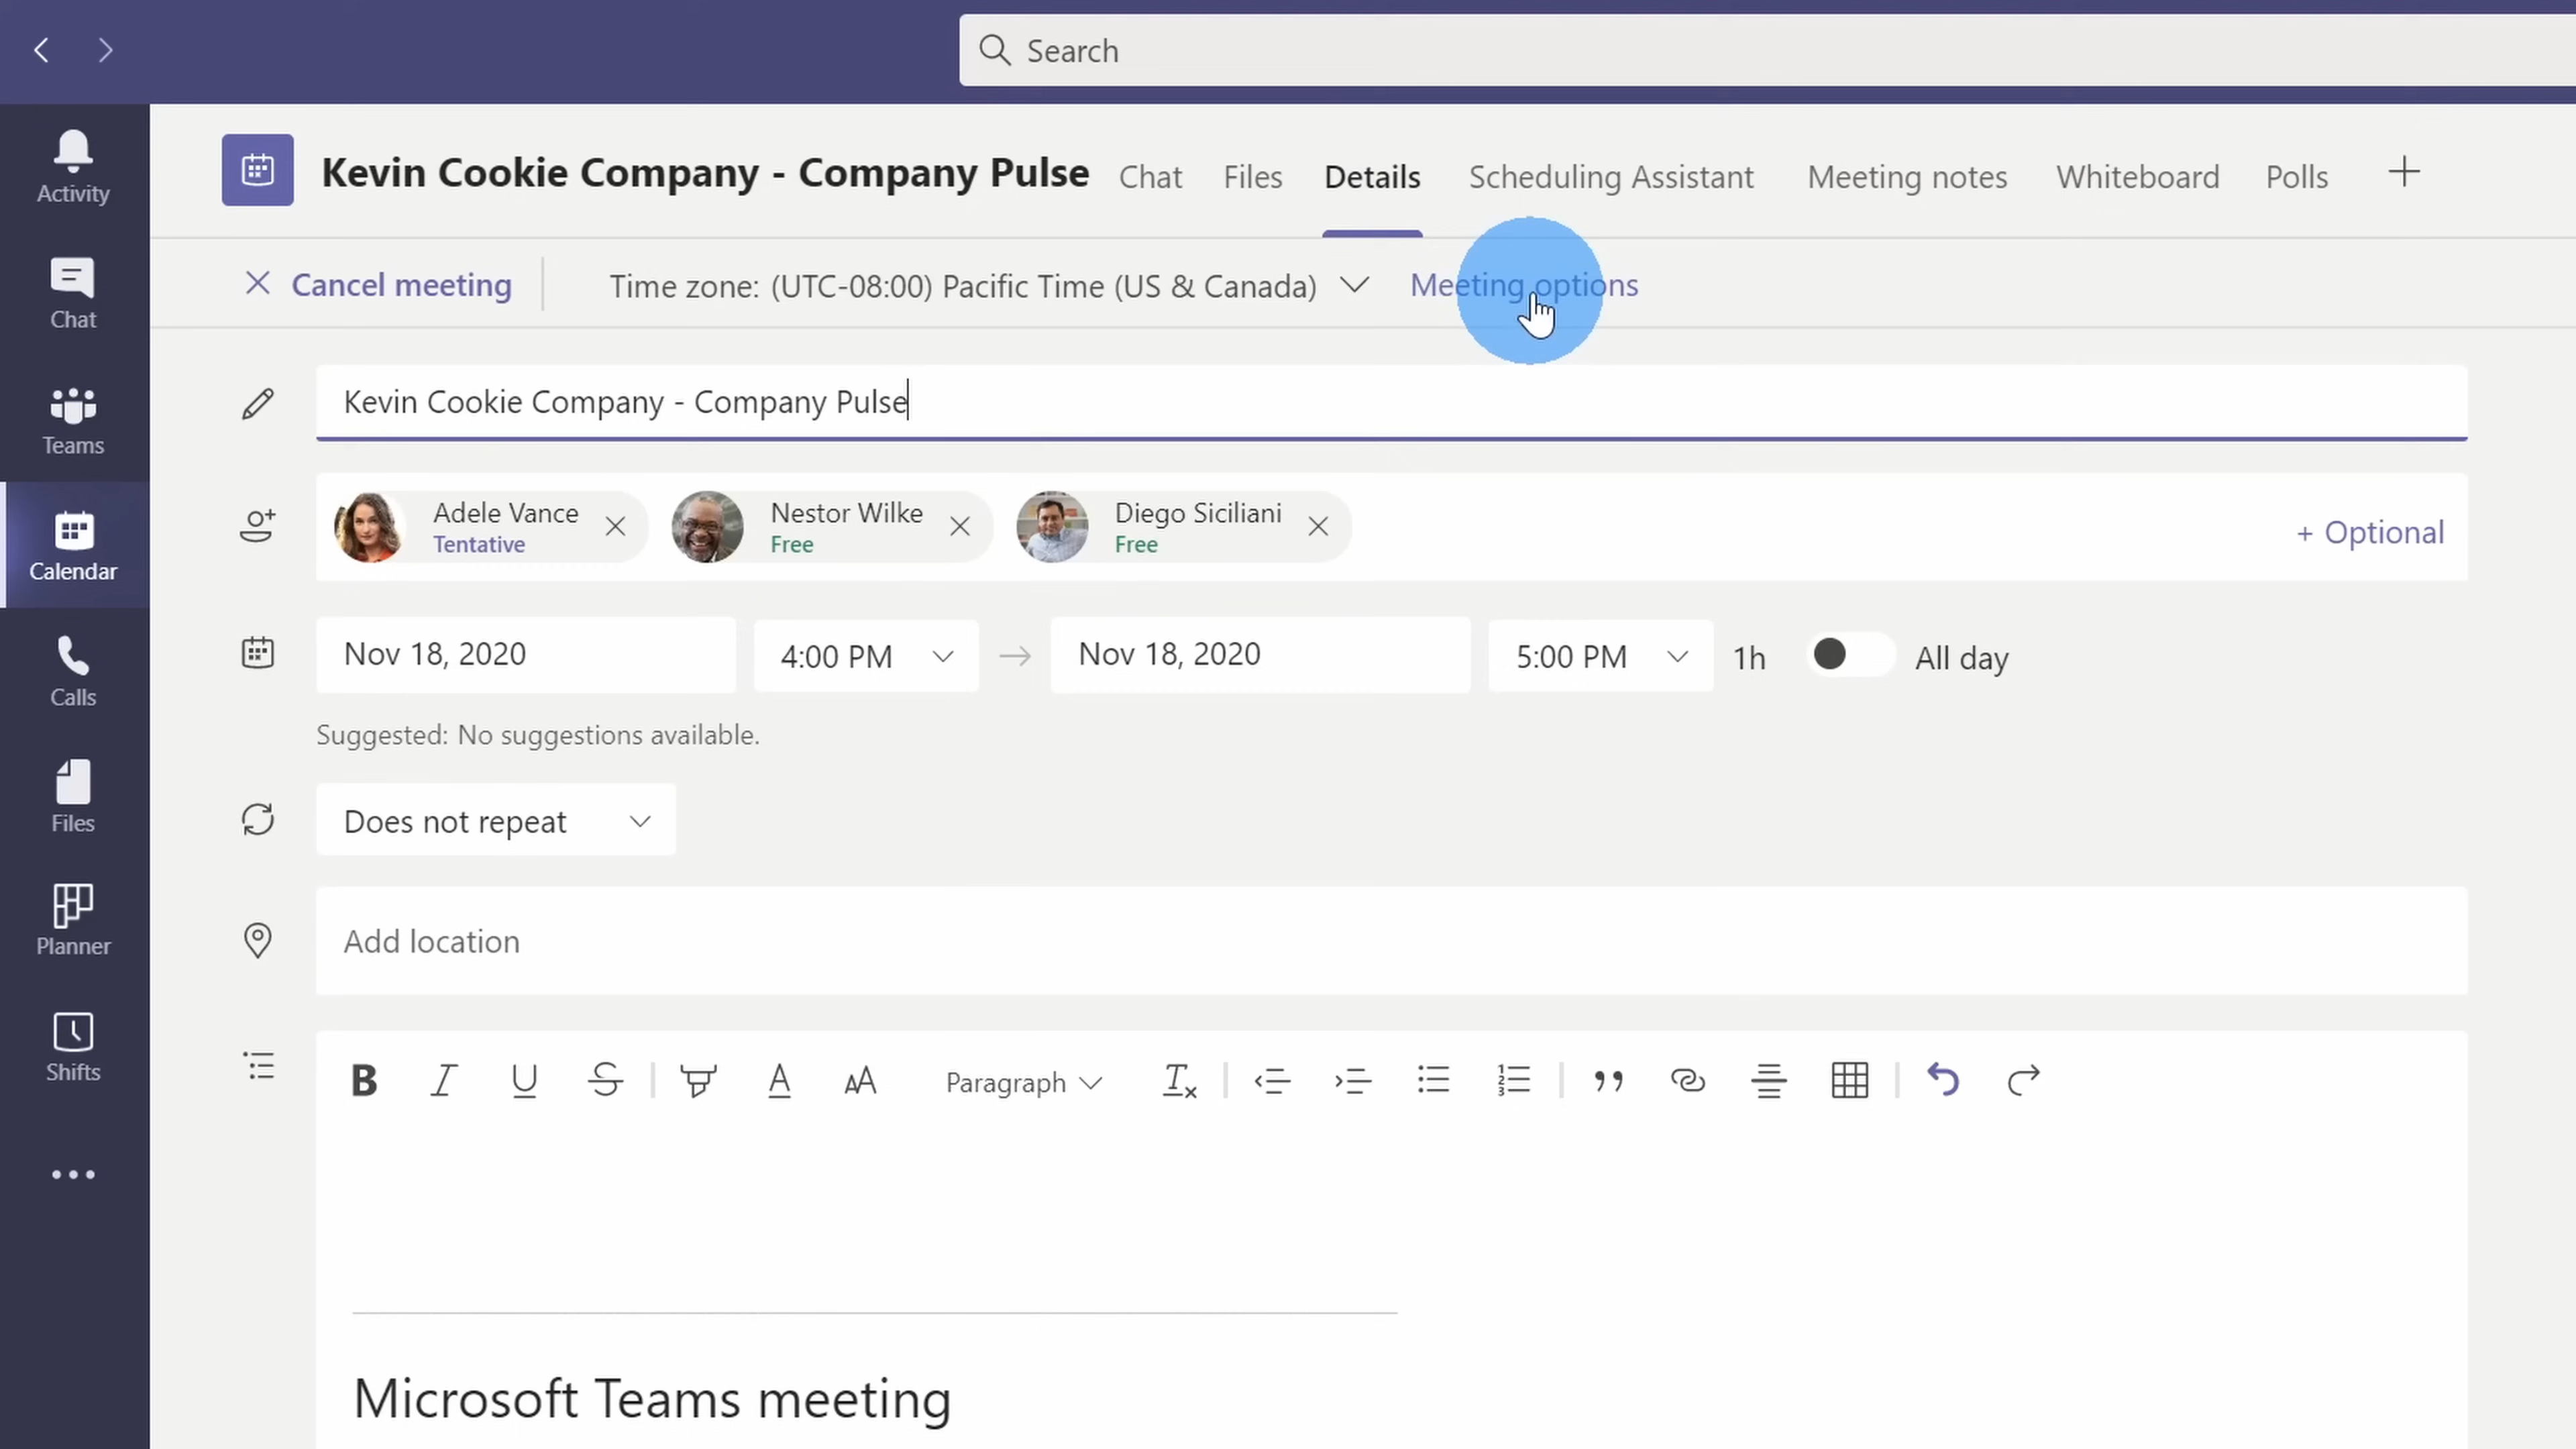 Search
Activity
Chat
Teams
Calendar
Calls
Files
Planner
Shifts
Kevin Cookie Company - Company Pulse Chat Files Details Scheduling Assistant Meeting notes Whiteboard Polls
Cancel meeting Time zone: (UTC-08:00) Pacific Time (US & Canada) Meeting options
Kevin Cookie Company - Company Pulse
Adele Vance Nestor Wilke Diego Siciliani
Tentative Free Free
+ Optional
Nov 18, 2020 4:00 PM Nov 18, 2020 5:00 PM 1h All day
Suggested: No suggestions available.
Does not repeat
Add location
Paragraph
Microsoft Teams meeting